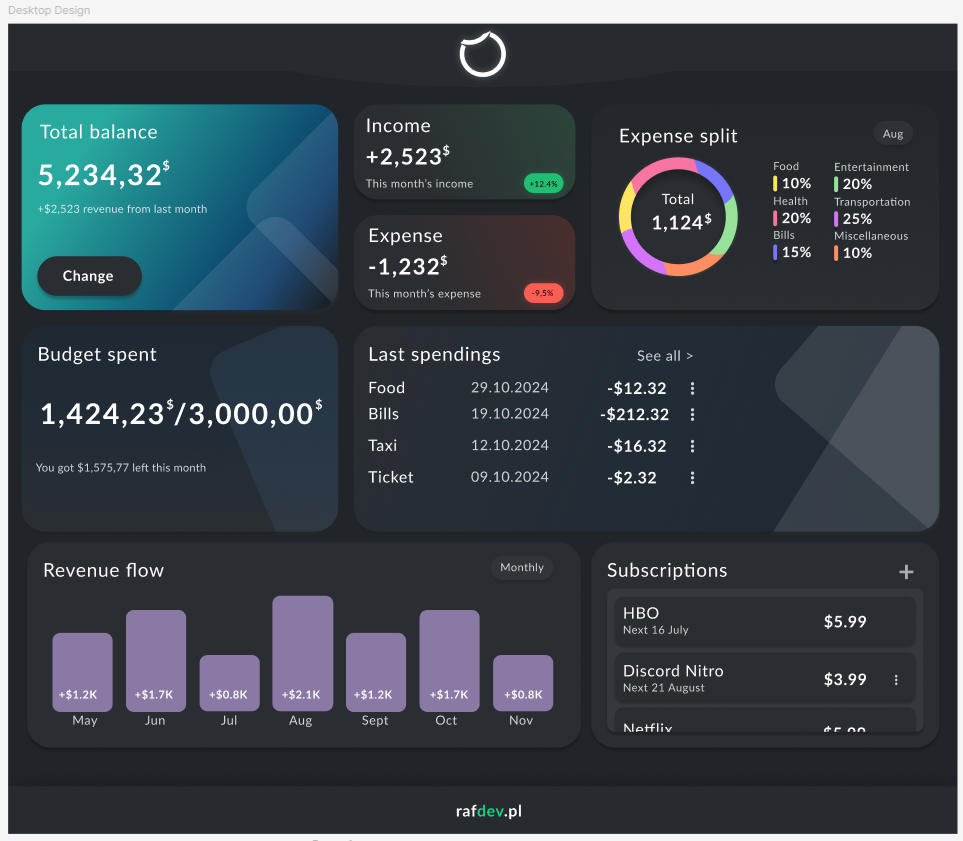 Desktop Design
Total balance
5,234,32$
+$2,523 revenue from last month
Change
Income
+2,523$
This month's income
+12.4%
Expense
-1,232$
This month's expense
-9,5%
Expense split
Aug
Total
1,124$
Food
10%
Entertainment
20%
Health
20%
Transportation
25%
Bills
15%
Miscellaneous
10%
Budget spent
1,424,23$/3,000,00$
You got $1,575,77 left this month
Last spendings
See all >
Food 29.10.2024 -$12.32
Bills 19.10.2024 -$212.32
Taxi 12.10.2024 -$16.32
Ticket 09.10.2024 -$2.32
Revenue flow
Monthly
+$1.2K +$1.7K +$0.8K +$2.1K +$1.2K +$1.7K +$0.8K
May Jun Jul Aug Sept Oct Nov
Subscriptions
+
HBO
Next 16 July
$5.99
Discord Nitro
Next 21 August
$3.99
Netflix
$5.99
rafdev.pl